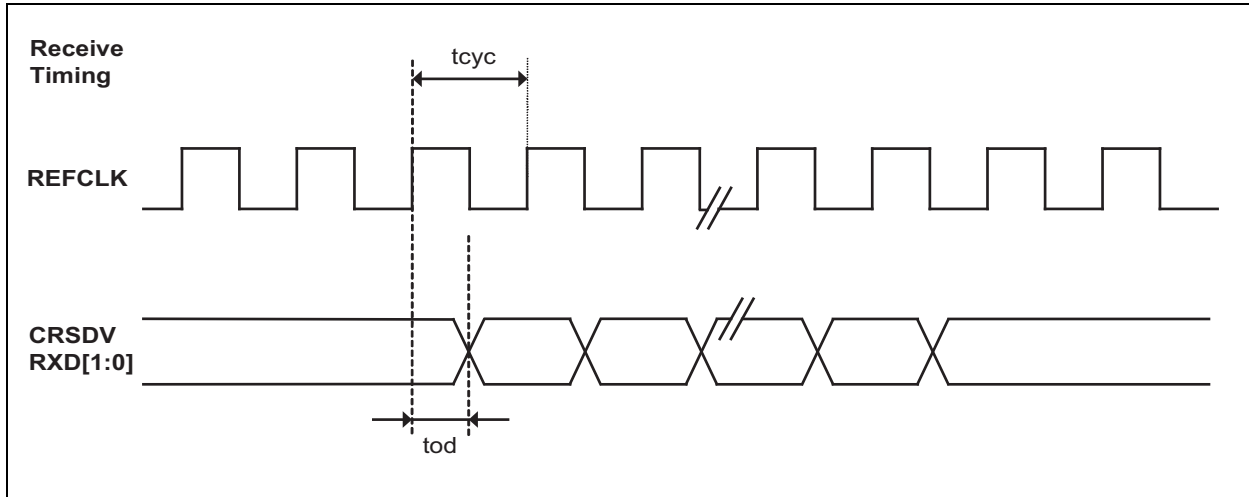 Receive
Timing
tcyc
REFCLK
CRSDV
RXD[1:0]
tod